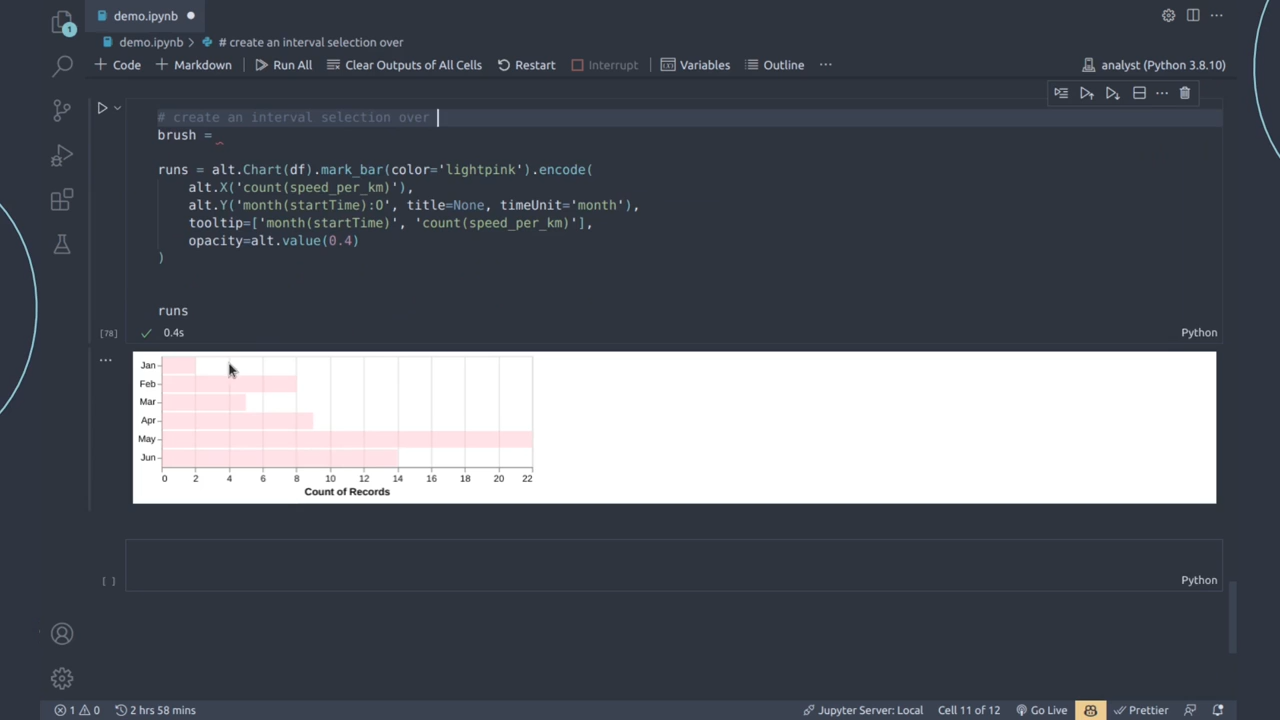 demo.ipynb
demo.ipynb > # create an interval selection over
+ Code + Markdown Run All Clear Outputs of All Cells Restart Interrupt Variables Outline ... analyst (Python 3.8.10)
1
# create an interval selection over
brush =
runs = alt.Chart(df).mark_bar(color='lightpink').encode(
alt.X('count(speed_per_km)'),
alt.Y('month(startTime):O', title=None, timeUnit='month'),
tooltip=['month(startTime)', 'count(speed_per_km)'],
opacity=alt.value(0.4)
)
runs
[78] 0.4s Python
Jan
Feb
Mar
Apr
May
Jun
0 2 4 6 8 10 12 14 16 18 20 22
Count of Records
[ ] Python
1 0 2 hrs 58 mins Jupyter Server: Local Cell 11 of 12 Go Live Prettier